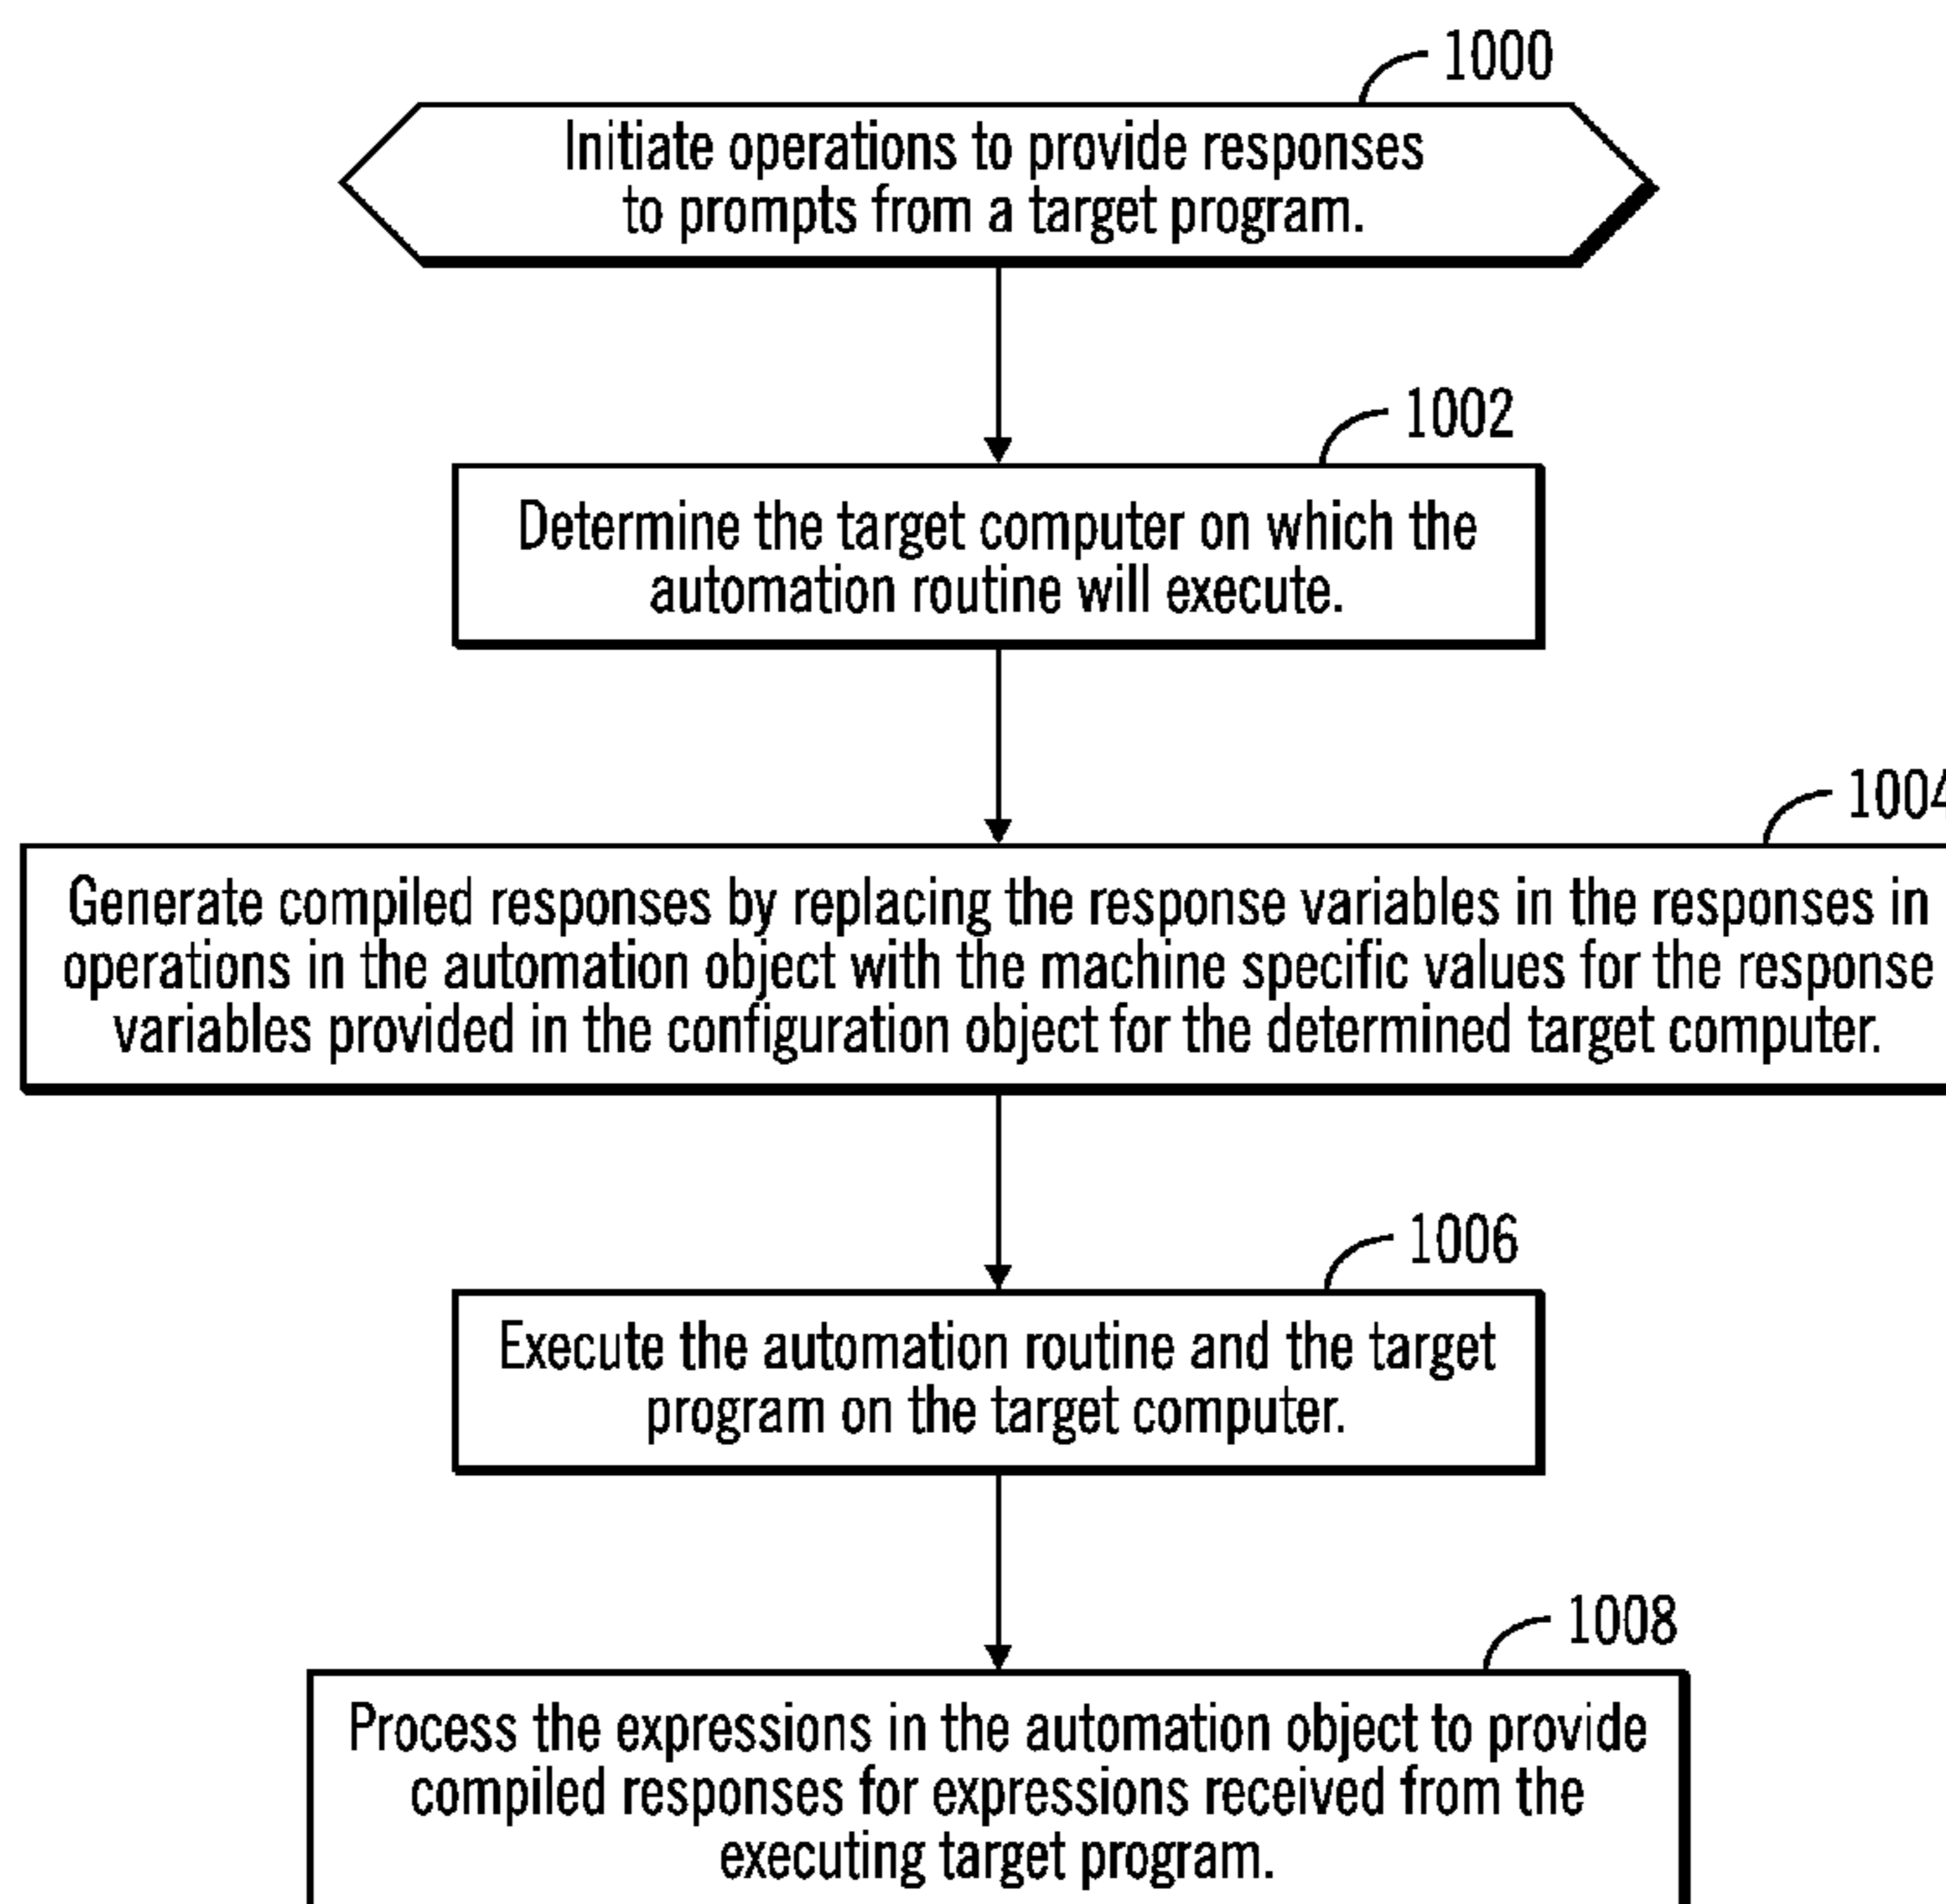 1000
Initiate operations to provide responses
to prompts from a target program.
1002
Determine the target computer on which the
automation routine will execute.
1004
Generate compiled responses by replacing the response variables in the responses in
operations in the automation object with the machine specific values for the response
variables provided in the configuration object for the determined target computer.
1006
Execute the automation routine and the target
program on the target computer.
1008
Process the expressions in the automation object to provide
compiled responses for expressions received from the
executing target program.